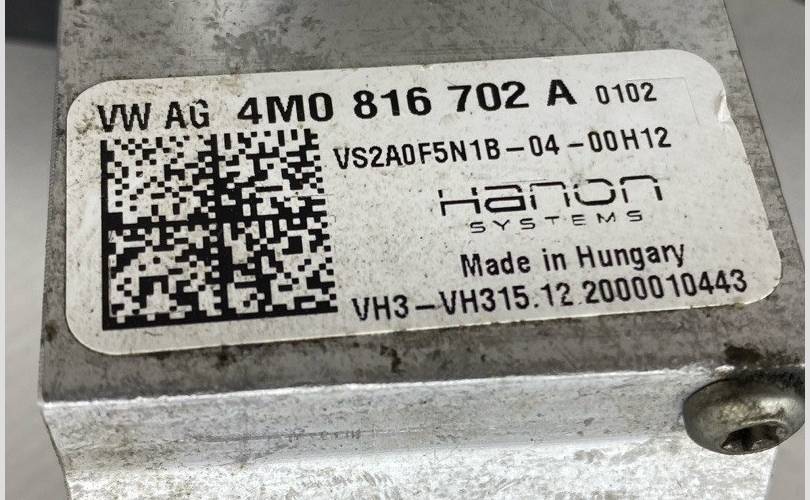 VW AG 4M0 816 702 A 0102
VS2A0F5N1B-04-00H12
Hanon
SYSTEMS
Made in Hungary
VH3-VH315.12.2000010443